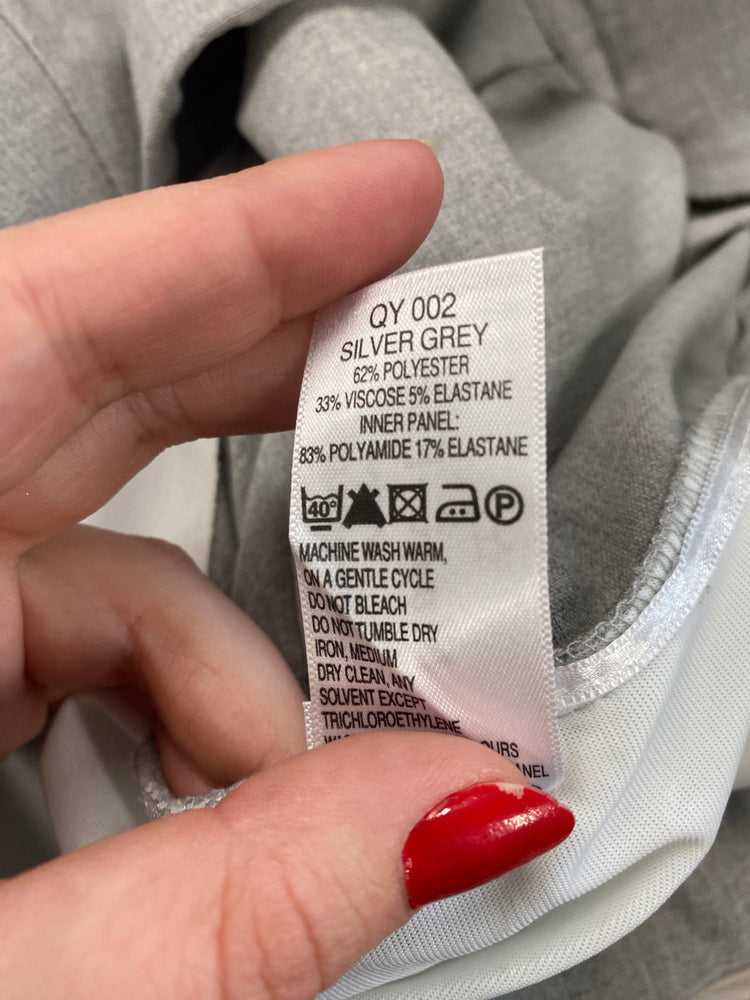 QY 002
SILVER GREY
62% POLYESTER
33% VISCOSE 5% ELASTANE
INNER PANEL:
83% POLYAMIDE 17% ELASTANE
40°
P
MACHINE WASH WARM,
ON A GENTLE CYCLE
DO NOT BLEACH
DO NOT TUMBLE DRY
IRON, MEDIUM
DRY CLEAN, ANY
SOLVENT EXCEPT
TRICHLOROETHYLENE